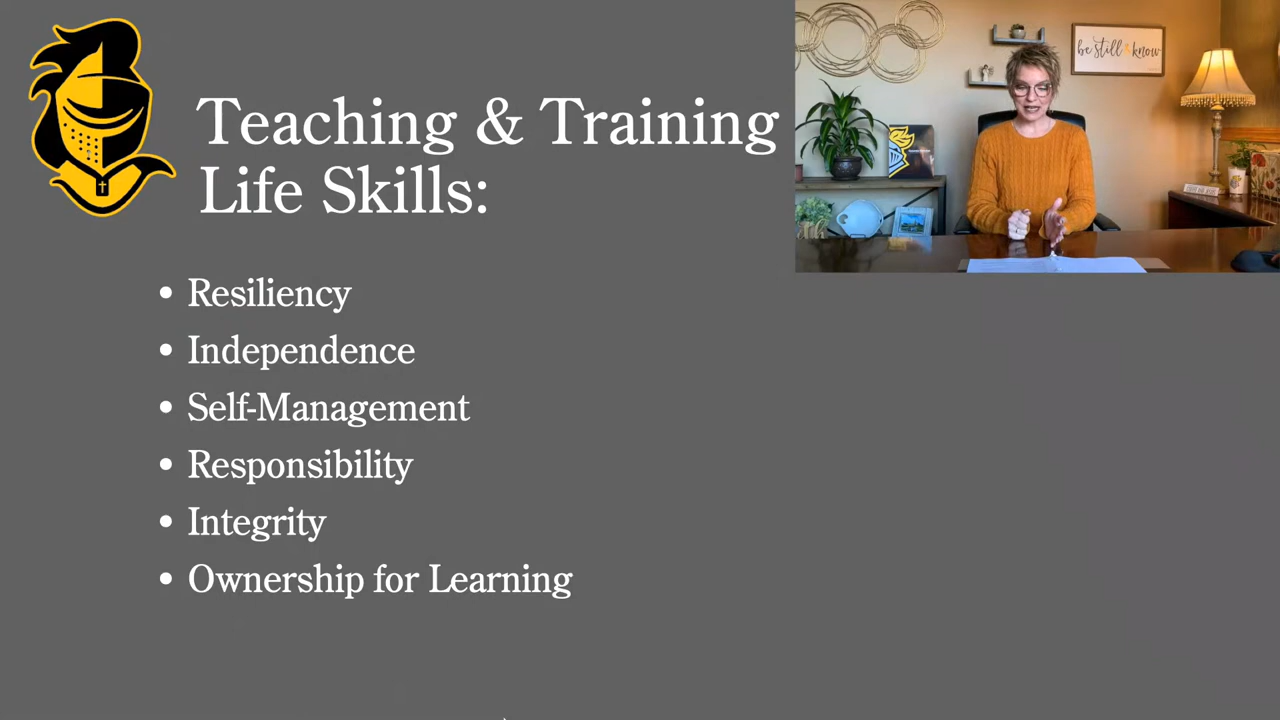 Teaching & Training
Life Skills:
be still & know
• Resiliency
• Independence
• Self-Management
• Responsibility
• Integrity
• Ownership for Learning